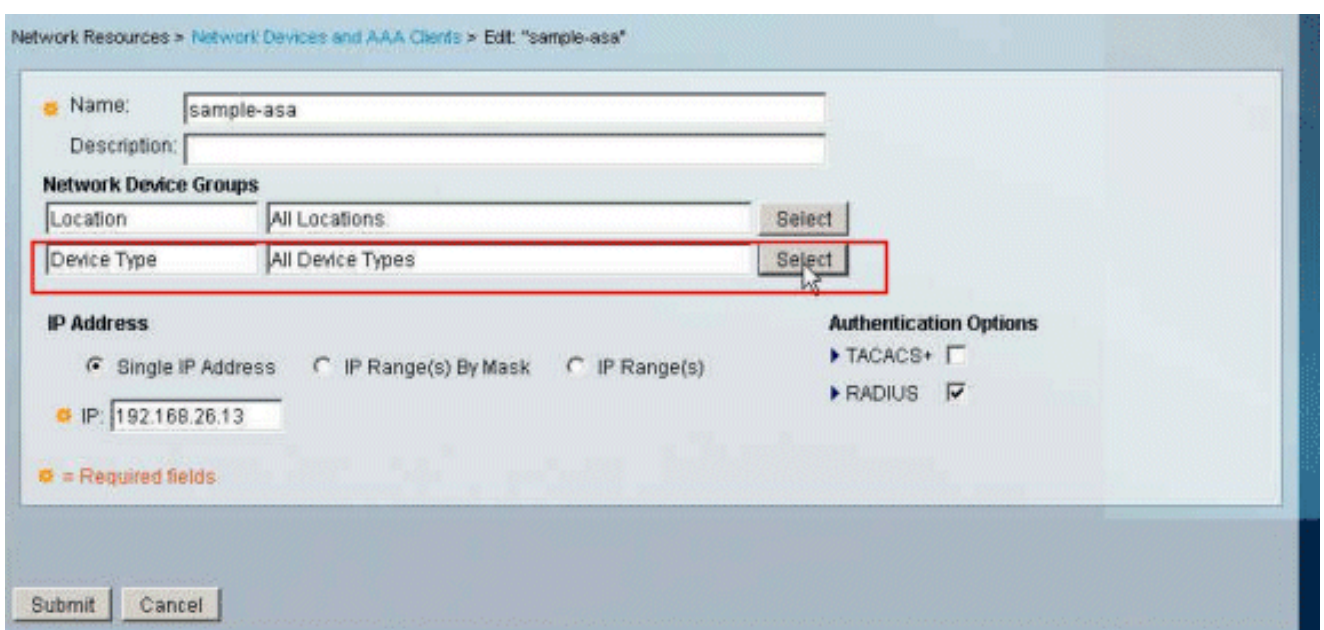 Network Resources > Network Devices and AAA Clients > Edit: "sample-asa"
Name: sample-asa
Description:
Network Device Groups
Location All Locations Select
Device Type All Device Types Select
IP Address
Authentication Options
Single IP Address IP Range(s) By Mask IP Range(s)
TACACS+
RADIUS
IP: 192.168.26.13
= Required fields
Submit Cancel